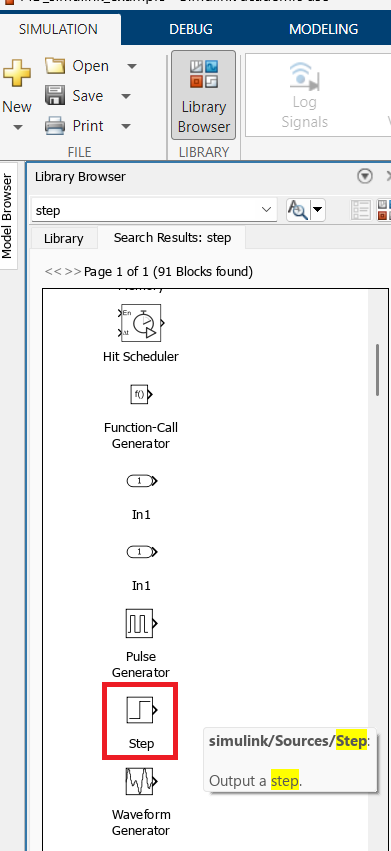 SIMULATION DEBUG MODELING
Open
New
Save
Print
Library
Browser
Log
Signals
FILE LIBRARY
Model Browser
Library Browser
step
Library Search Results: step
<< >> Page 1 of 1 (91 Blocks found)
En
Δt
Hit Scheduler
f()
Function-Call
Generator
1
In1
1
In1
Pulse
Generator
Step
simulink/Sources/Step:
Output a step.
Waveform
Generator